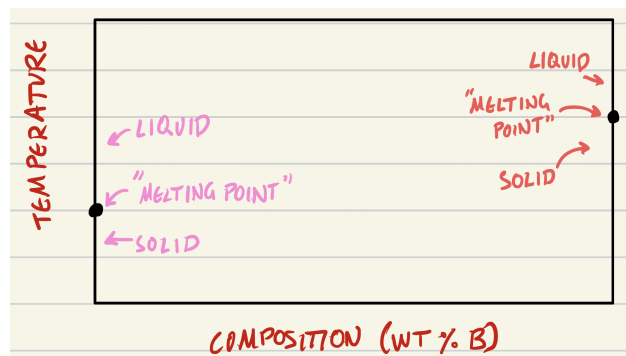 TEMPERATURE
LIQUID
"MELTING POINT"
SOLID
LIQUID
"MELTING
POINT"
SOLID
COMPOSITION (WT % B)